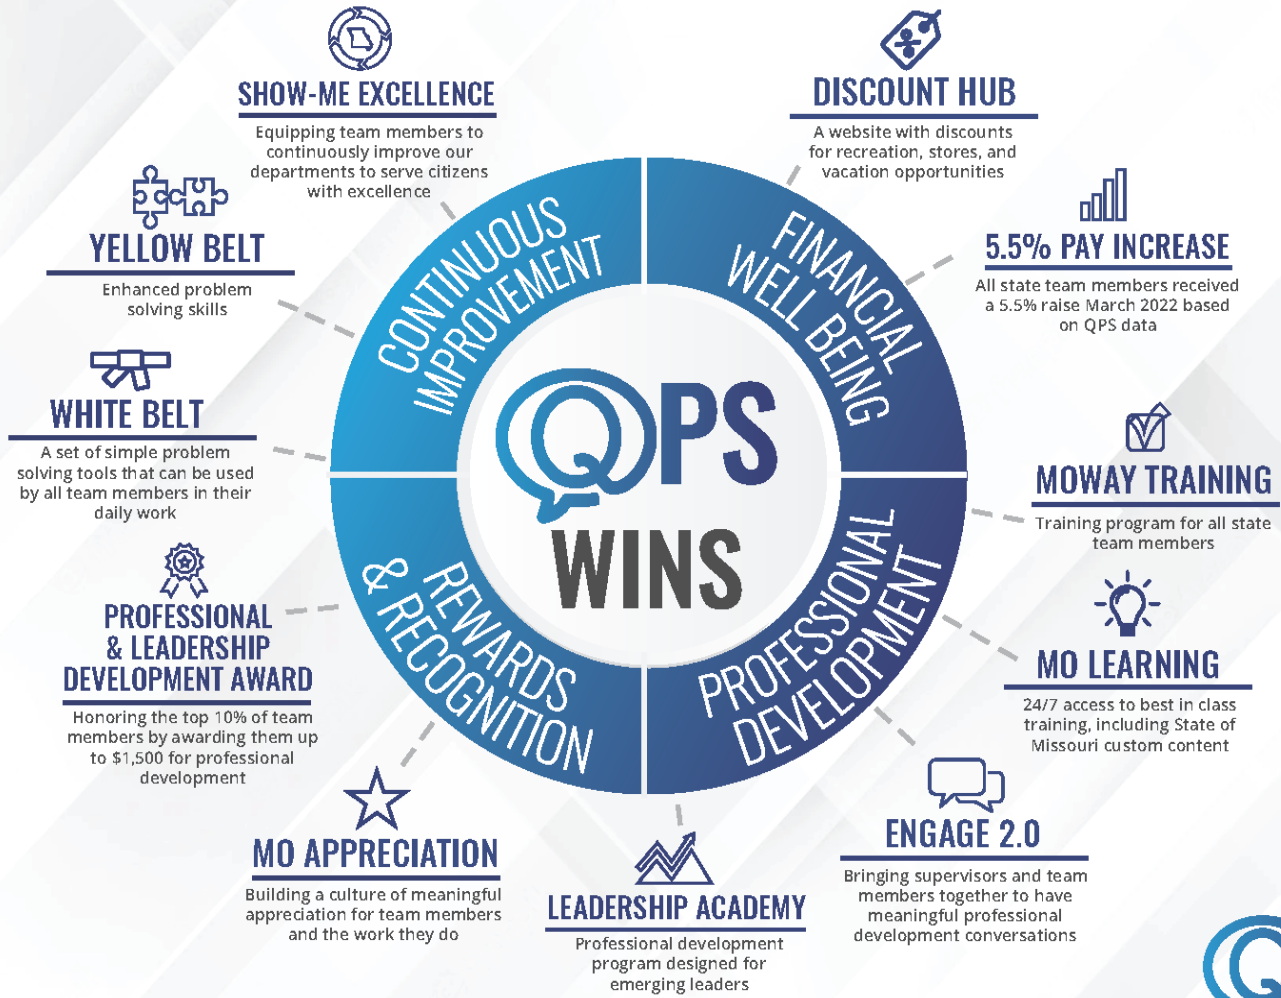 SHOW-ME EXCELLENCE
Equipping team members to
continuously improve our
departments to serve citizens
with excellence
YELLOW BELT
Enhanced problem
solving skills
WHITE BELT
A set of simple problem
solving tools that can be used
by all team members in their
daily work
PROFESSIONAL
& LEADERSHIP
DEVELOPMENT AWARD
Honoring the top 10% of team
members by awarding them up
to $1,500 for professional
development
MO APPRECIATION
Building a culture of meaningful
appreciation for team members
and the work they do
CONTINUOUS
IMPROVEMENT
FINANCIAL
WELL BEING
QPS
WINS
REWARDS
& RECOGNITION
PROFESSIONAL
DEVELOPMENT
DISCOUNT HUB
A website with discounts
for recreation, stores, and
vacation opportunities
5.5% PAY INCREASE
All state team members received
a 5.5% raise March 2022 based
on QPS data
MOWAY TRAINING
Training program for all state
team members
MO LEARNING
24/7 access to best in class
training, including State of
Missouri custom content
ENGAGE 2.0
Bringing supervisors and team
members together to have
meaningful professional
development conversations
LEADERSHIP ACADEMY
Professional development
program designed for
emerging leaders
Q